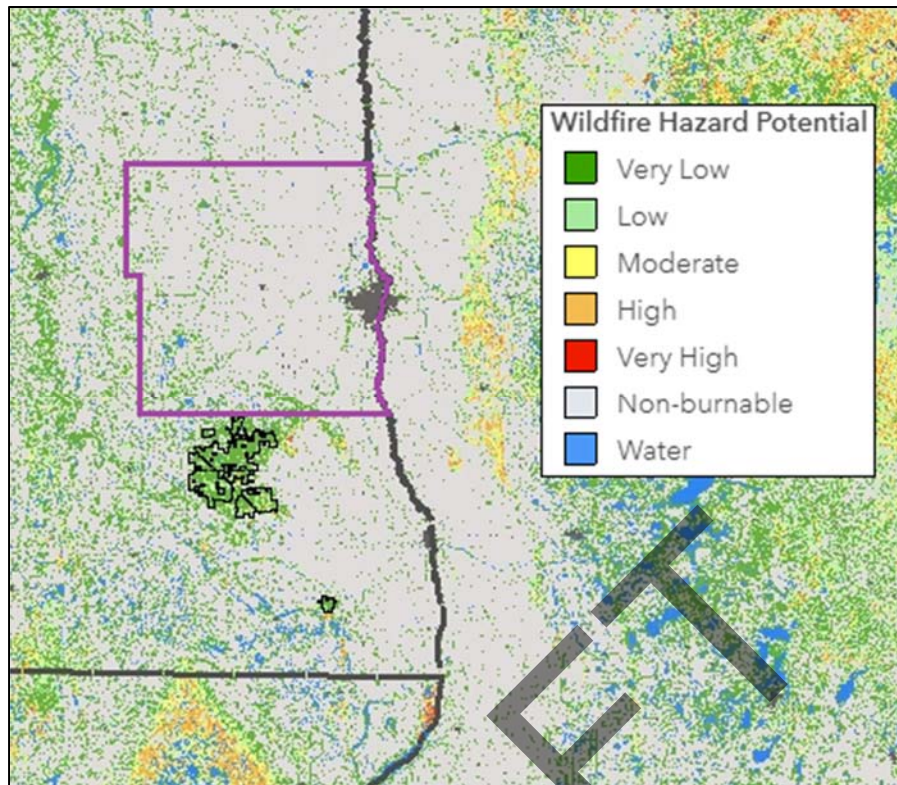 Wildfire Hazard Potential
Very Low
Low
Moderate
High
Very High
Non-burnable
Water